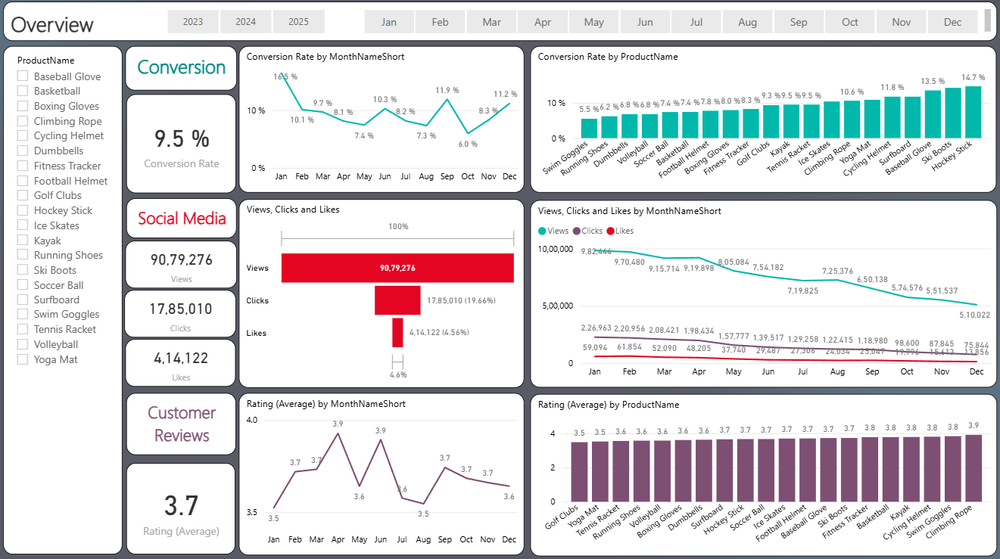 Overview
2023 2024 2025
Jan Feb Mar Apr May Jun Jul Aug Sep Oct Nov Dec
ProductName
Baseball Glove
Basketball
Boxing Gloves
Climbing Rope
Cycling Helmet
Dumbbells
Fitness Tracker
Football Helmet
Golf Clubs
Hockey Stick
Ice Skates
Kayak
Running Shoes
Ski Boots
Soccer Ball
Surfboard
Swim Goggles
Tennis Racket
Volleyball
Yoga Mat
Conversion
9.5 %
Conversion Rate
Conversion Rate by MonthNameShort
10 %
0 %
16.5 % 10.1 % 9.7 % 8.1 % 7.4 % 10.3 % 8.2 % 7.3 % 11.9 % 6.0 % 8.3 % 11.2 %
Jan Feb Mar Apr May Jun Jul Aug Sep Oct Nov Dec
Conversion Rate by ProductName
10 %
0 %
5.5 % 6.2 % 6.8 % 6.8 % 7.4 % 7.4 % 7.8 % 8.0 % 8.3 % 9.3 % 9.5 % 9.5 % 10.6 % 11.8 % 13.5 % 14.7 %
Swim Goggles Running Shoes Dumbbells Volleyball Soccer Ball Basketball Football Helmet Boxing Gloves Fitness Tracker Golf Clubs Kayak Tennis Racket Ice Skates Climbing Rope Yoga Mat Cycling Helmet Surfboard Baseball Glove Ski Boots Hockey Stick
Social Media
90,79,276
Views
17,85,010
Clicks
4,14,122
Likes
Views, Clicks and Likes
100%
Views 90,79,276
Clicks 17,85,010 (19.66%)
Likes 4,14,122 (4.56%)
4.6%
Views, Clicks and Likes by MonthNameShort
Views Clicks Likes
10,00,000
5,00,000
0
9,82,444 9,70,480 9,15,714 9,19,898 8,05,084 7,54,182 7,19,825 7,25,376 6,50,138 5,74,576 5,51,537 5,10,022
2,26,963 2,20,956 2,08,421 1,98,434 1,57,777 1,39,517 1,29,258 1,22,415 1,18,980 98,600 87,845 75,844
59,094 61,854 52,090 48,205 37,740 29,487 27,306 24,034 25,047 19,796 15,613 13,856
Jan Feb Mar Apr May Jun Jul Aug Sep Oct Nov Dec
Customer
Reviews
3.7
Rating (Average)
Rating (Average) by MonthNameShort
4.0
3.5
3.5 3.7 3.7 3.9 3.6 3.9 3.6 3.5 3.7 3.7 3.7 3.6
Jan Feb Mar Apr May Jun Jul Aug Sep Oct Nov Dec
Rating (Average) by ProductName
4
2
0
3.5 3.5 3.6 3.6 3.6 3.6 3.6 3.7 3.7 3.7 3.7 3.7 3.7 3.7 3.8 3.8 3.8 3.8 3.8 3.9
Golf Clubs Yoga Mat Tennis Racket Running Shoes Volleyball Boxing Gloves Dumbbells Surfboard Hockey Stick Soccer Ball Ice Skates Football Helmet Baseball Glove Ski Boots Fitness Tracker Basketball Kayak Cycling Helmet Swim Goggles Climbing Rope